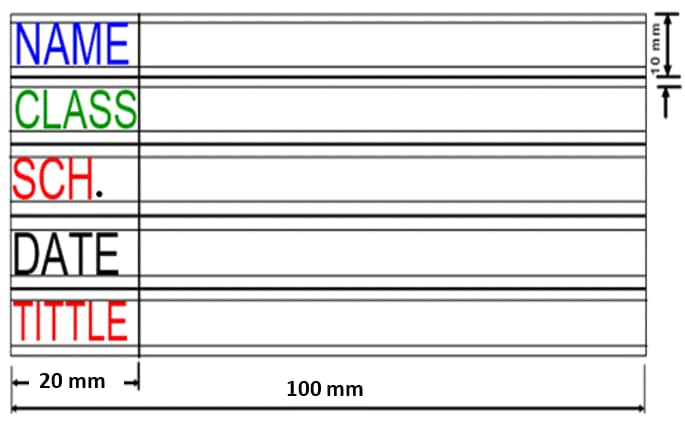 NAME
10 mm
CLASS
SCH.
DATE
TITTLE
20 mm
100 mm